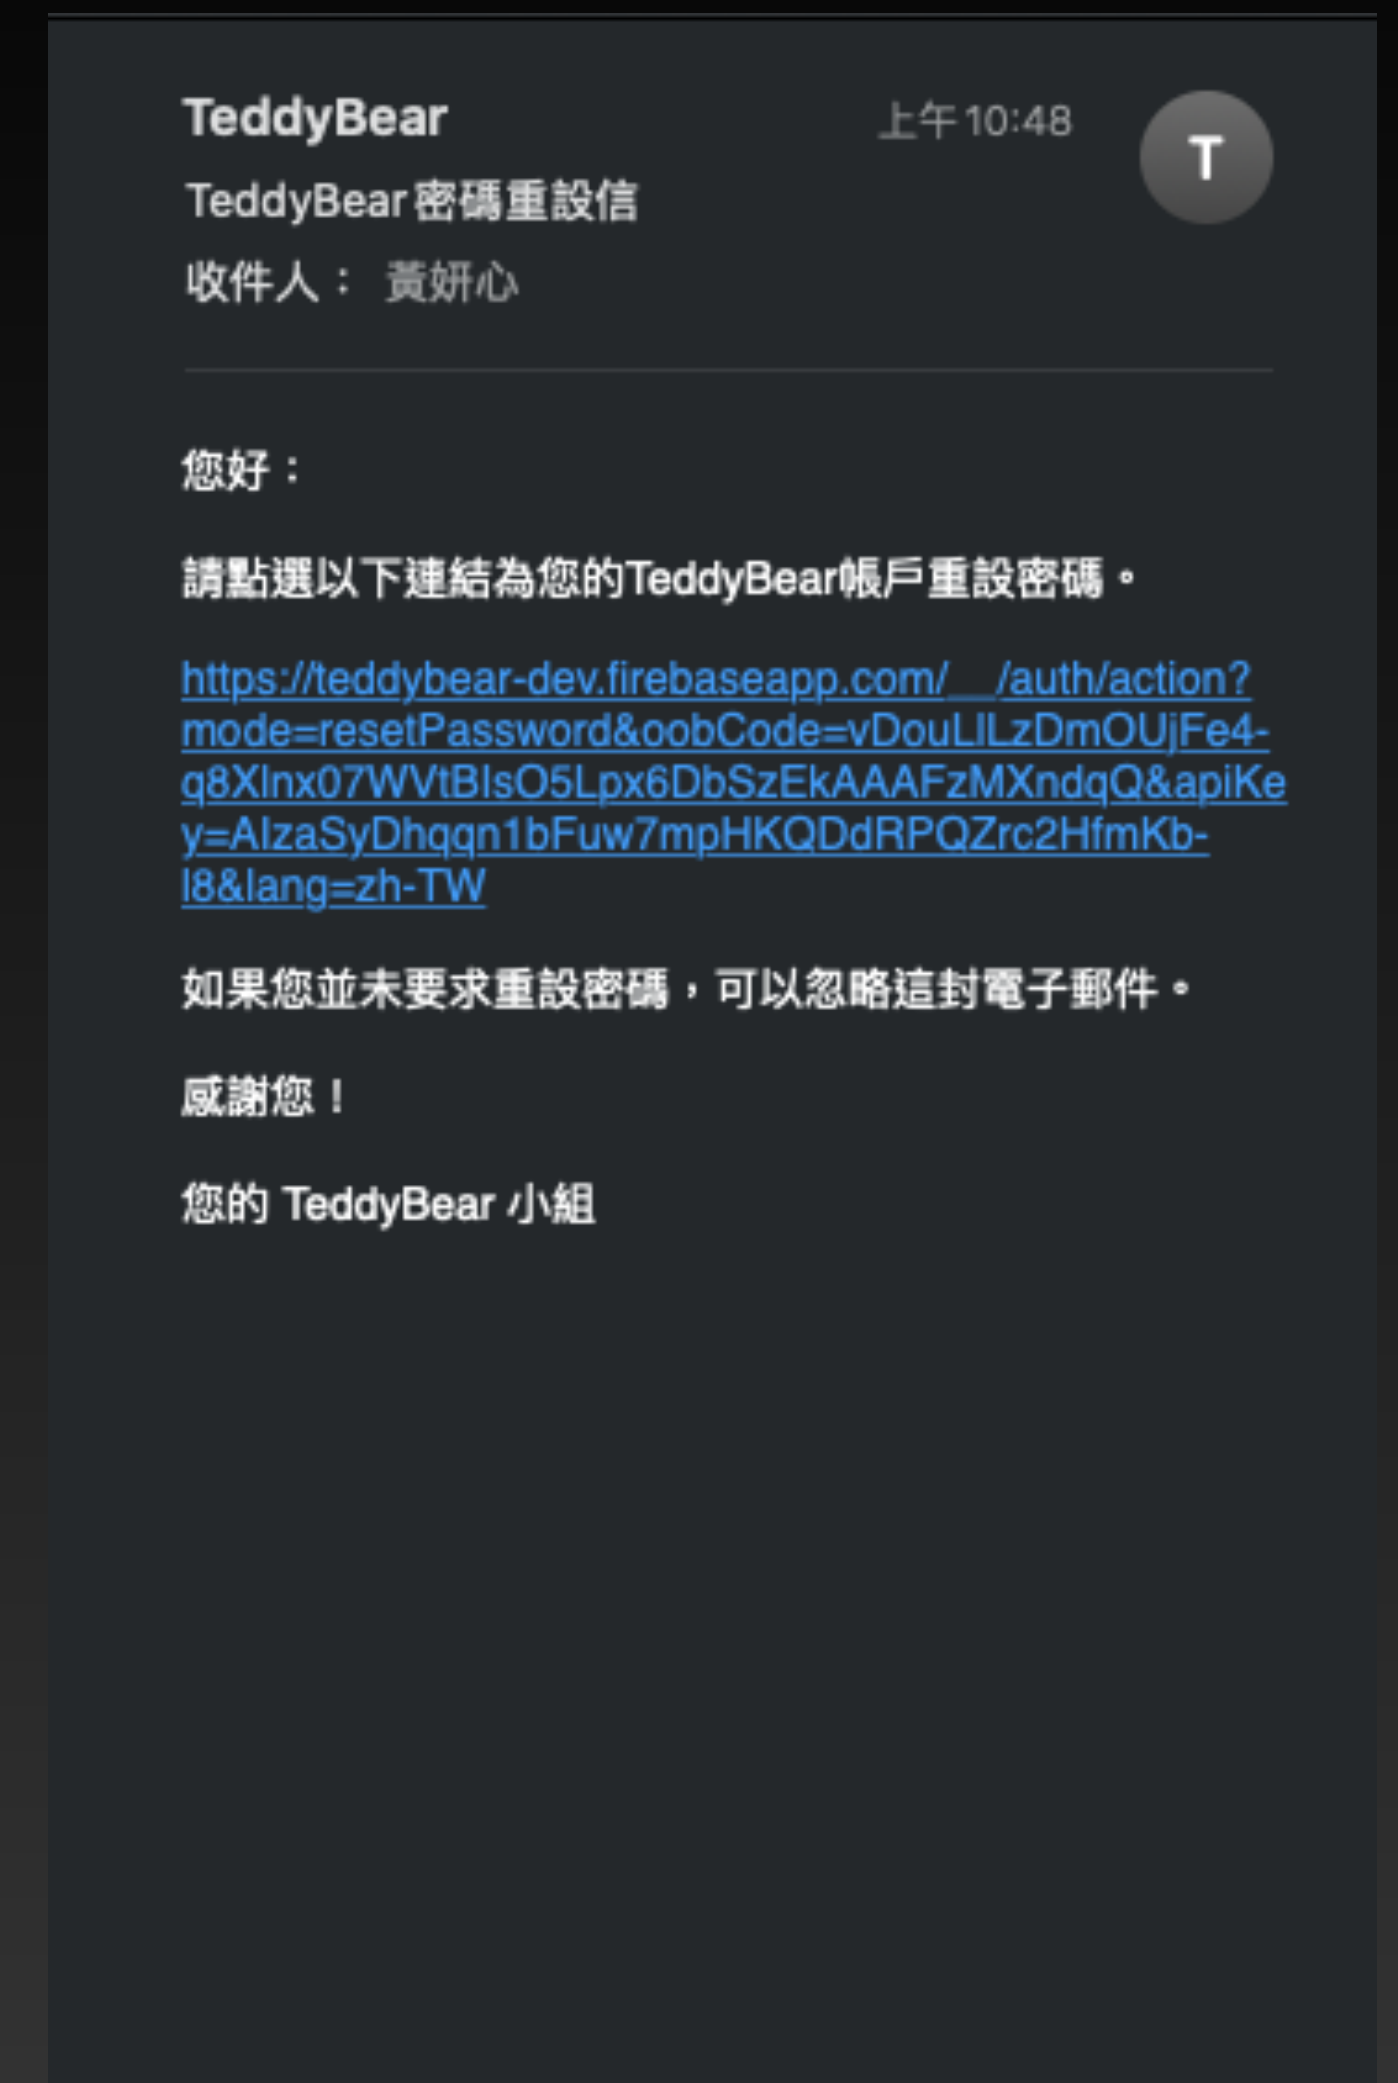 TeddyBear
上午10:48
T
TeddyBear密碼重設信
收件人： 黃妍心
您好：
請點選以下連結為您的TeddyBear帳戶重設密碼。
https://teddybear-dev.firebaseapp.com/__/auth/action?
mode=resetPassword&oobCode=vDouLlLzDmOUjFe4-
q8XInx07WVtBIsO5Lpx6DbSzEkAAAFzMXndqQ&apiKe
y=AIzaSyDhqqn1bFuw7mpHKQDdRPQZrc2HfmKb-
l8&lang=zh-TW
如果您並未要求重設密碼，可以忽略這封電子郵件。
感謝您！
您的 TeddyBear 小組